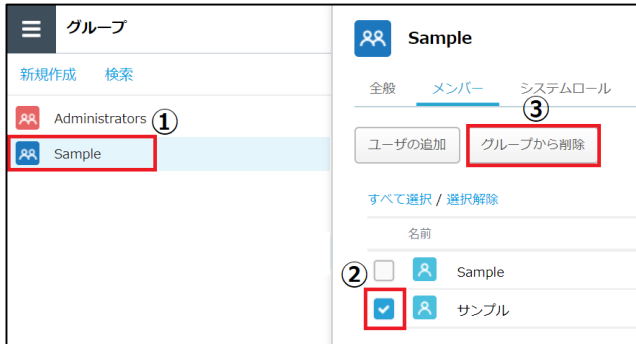 グループ
新規作成 検索
Administrators ①
Sample
Sample
全般 メンバー システムロール
③
ユーザの追加 グループから削除
すべて選択 / 選択解除
名前
② Sample
サンプル